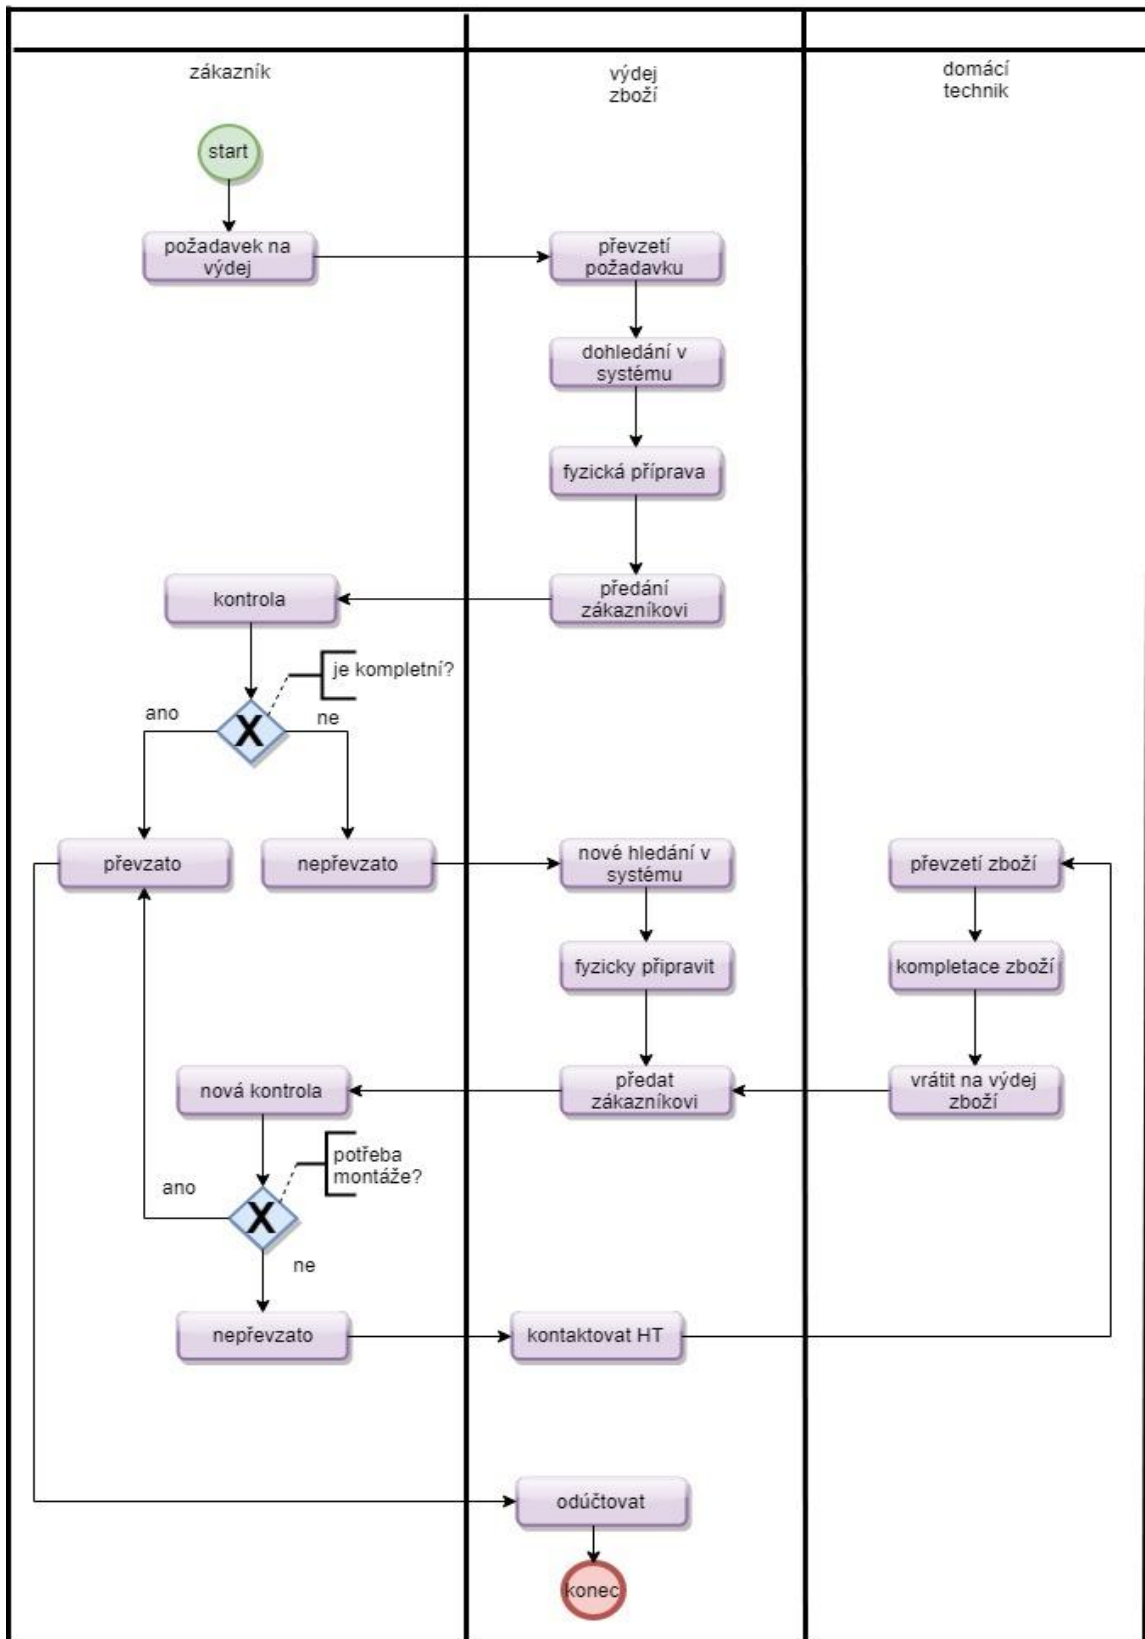 zákazník
výdej
zboží
domácí
technik
start
požadavek na
výdej
převzetí
požadavku
dohledání v
systému
fyzická příprava
kontrola
předání
zákazníkovi
je kompletní?
ano
ne
X
převzato
nepřevzato
nové hledání v
systému
převzetí zboží
fyzicky připravit
kompletace zboží
nová kontrola
předat
zákazníkovi
vrátit na výdej
zboží
potřeba
montáže?
ano
X
ne
nepřevzato
kontaktovat HT
odúčtovat
konec